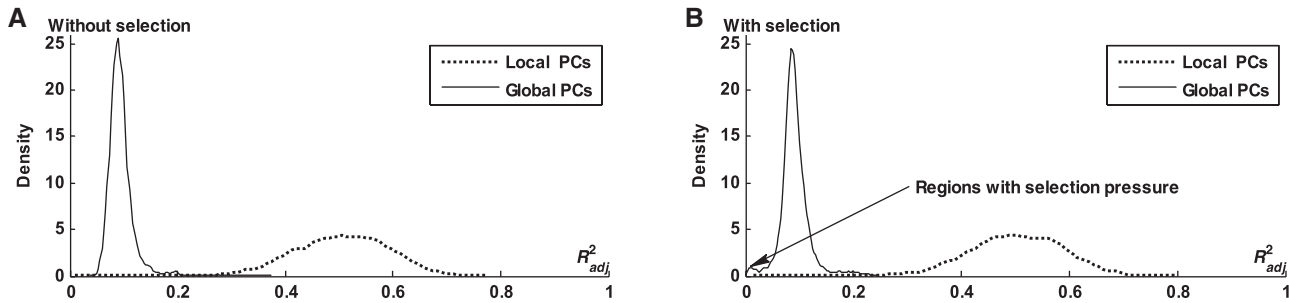 A
Without selection
25
20
15
10
5
0
Density
Local PCs
Global PCs
R²adj
0 0.2 0.4 0.6 0.8 1
B
With selection
25
20
15
10
5
0
Density
Local PCs
Global PCs
Regions with selection pressure
R²adj
0 0.2 0.4 0.6 0.8 1